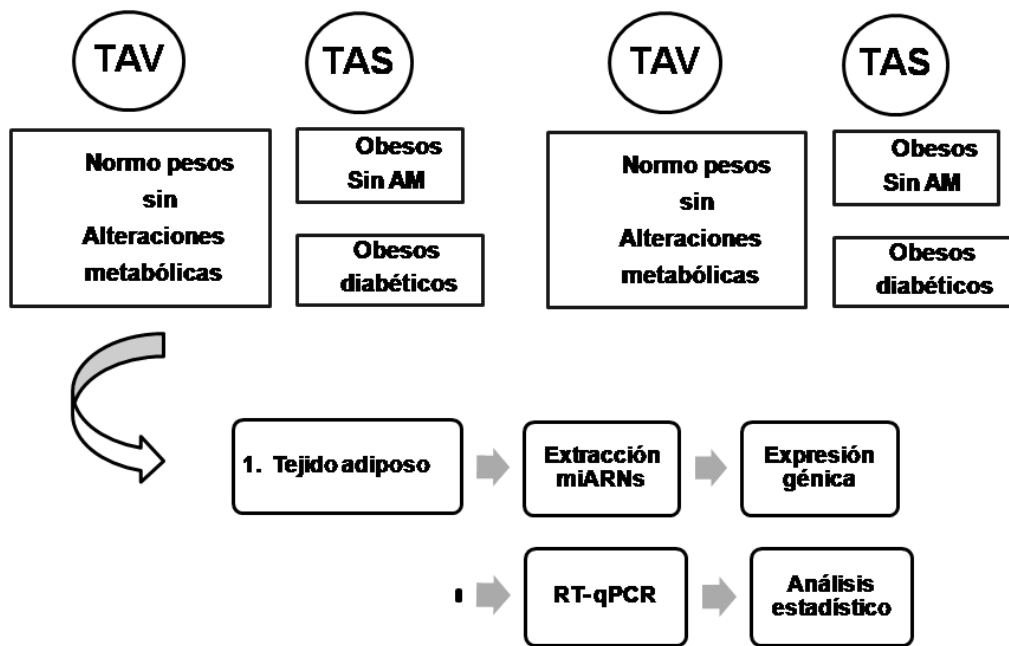 TAV
TAS
TAV
TAS
Normo pesos
sin
Alteraciones
metabólicas
Obesos
Sin AM
Obesos
diabéticos
Normo pesos
sin
Alteraciones
metabólicas
Obesos
Sin AM
Obesos
diabéticos
1. Tejido adiposo
Extracción
miARNs
Expresión
génica
RT-qPCR
Análisis
estadístico